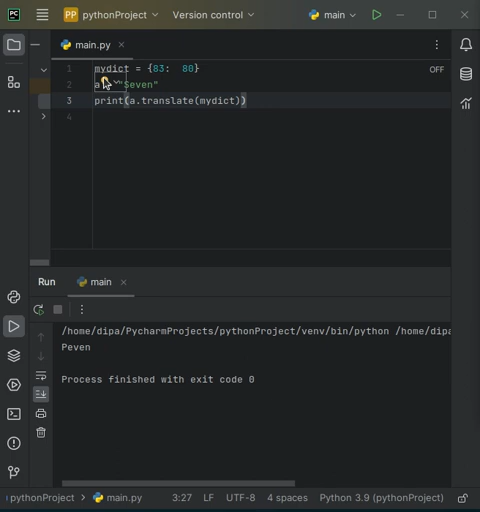 PC
PP pythonProject
Version control
main
main.py
1 mydict = {83: 80}
OFF
2 a "Seven"
3 print(a.translate(mydict))
4
Run
main
/home/dipa/PycharmProjects/pythonProject/venv/bin/python /home/dipa
Peven
Process finished with exit code 0
pythonProject > main.py
3:27 LF UTF-8 4 spaces Python 3.9 (pythonProject)